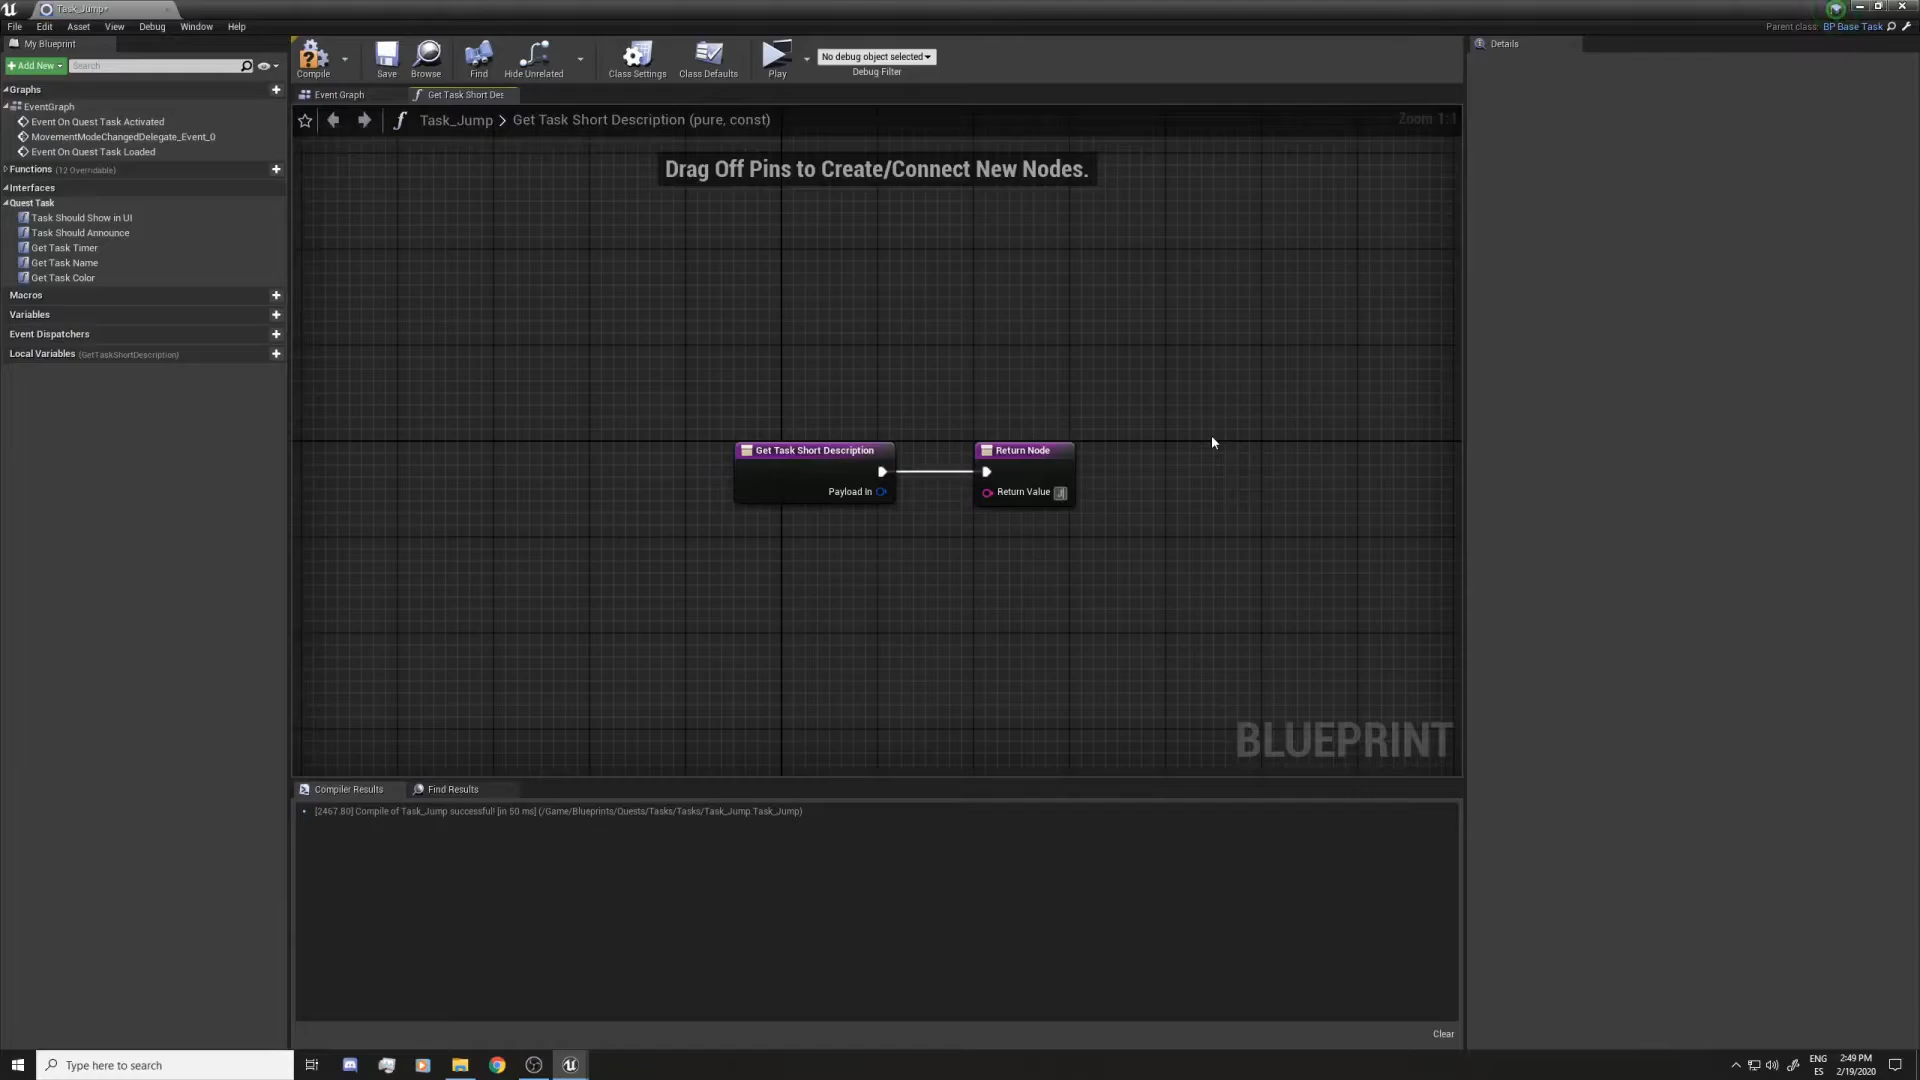 Task_Jump*
File Edit Asset View Debug Window Help
Parent class: BP Base Task
My Blueprint
Details
Add New
Search
Compile
Save
Browse
Find
Hide Unrelated
Class Settings
Class Defaults
Play
No debug object selected
Debug Filter
Graphs
EventGraph
Event On Quest Task Activated
MovementModeChangedDelegate_Event_0
Event On Quest Task Loaded
Functions (12 Overridable)
Interfaces
Quest Task
Task Should Show in UI
Task Should Announce
Get Task Timer
Get Task Name
Get Task Color
Macros
Variables
Event Dispatchers
Local Variables (GetTaskShortDescription)
Event Graph
Get Task Short Des
Task_Jump > Get Task Short Description (pure, const)
Zoom 1:1
Drag Off Pins to Create/Connect New Nodes.
Get Task Short Description
Payload In
Return Node
Return Value
BLUEPRINT
Compiler Results
Find Results
[2467.80] Compile of Task_Jump successful! [in 50 ms] (/Game/Blueprints/Quests/Tasks/Tasks/Task_Jump.Task_Jump)
Clear
Type here to search
ENG
ES
2:49 PM
2/19/2020